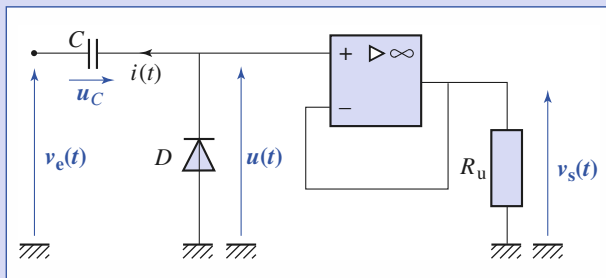 C
i(t)
u_C
+ ▷ ∞
−
v_e(t)
D
u(t)
R_u
v_s(t)